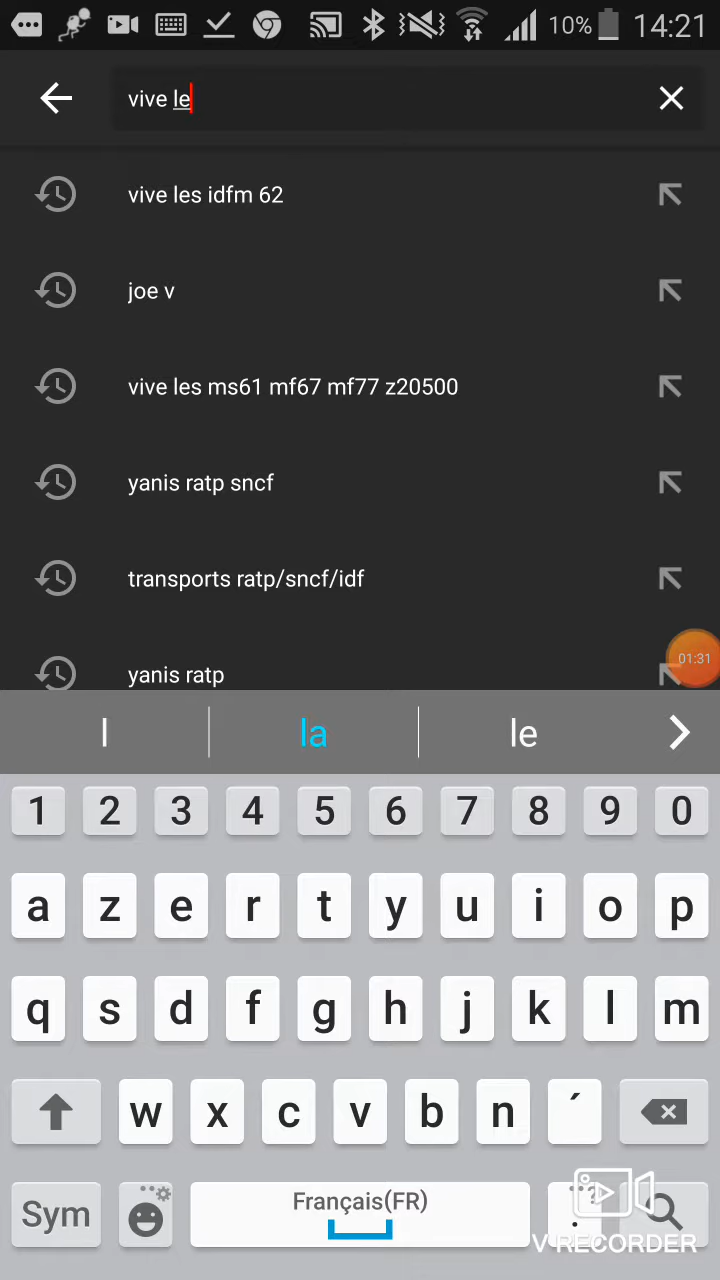 10% 14:21
vive le
vive les idfm 62
joe v
vive les ms61 mf67 mf77 z20500
yanis ratp sncf
transports ratp/sncf/idf
01:31
yanis ratp
l la le
1 2 3 4 5 6 7 8 9 0
a z e r t y u i o p
q s d f g h j k l m
w x c v b n ´
Sym Français(FR) . ?
V RECORDER